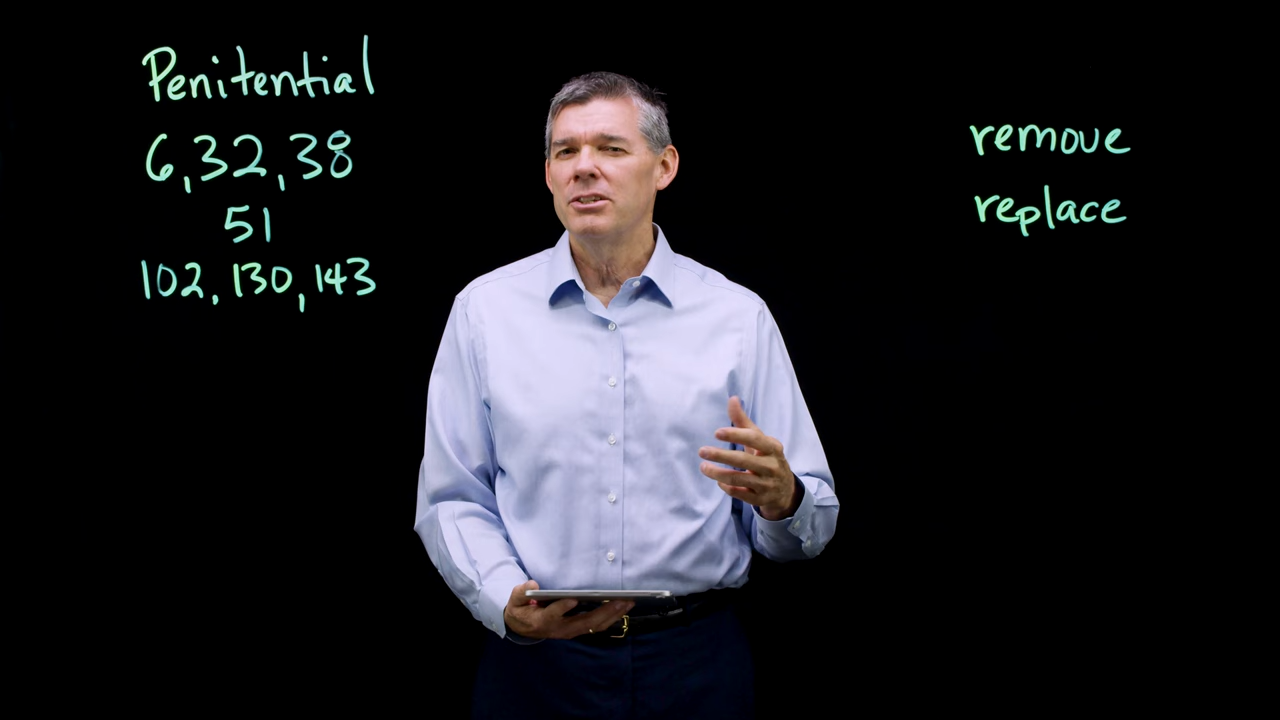 Penitential
6,32,38
51
102,130,143
remove
replace